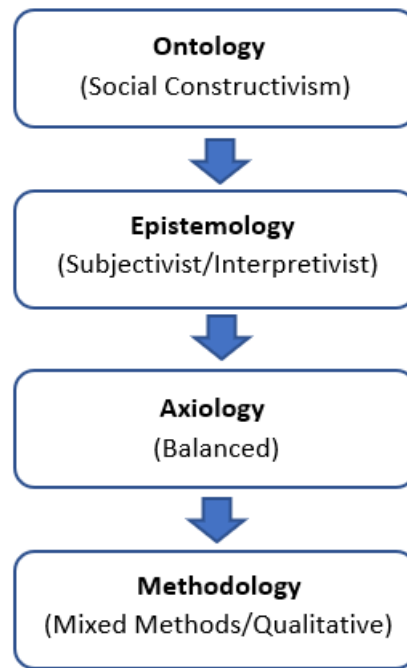 Ontology
(Social Constructivism)
Epistemology
(Subjectivist/Interpretivist)
Axiology
(Balanced)
Methodology
(Mixed Methods/Qualitative)